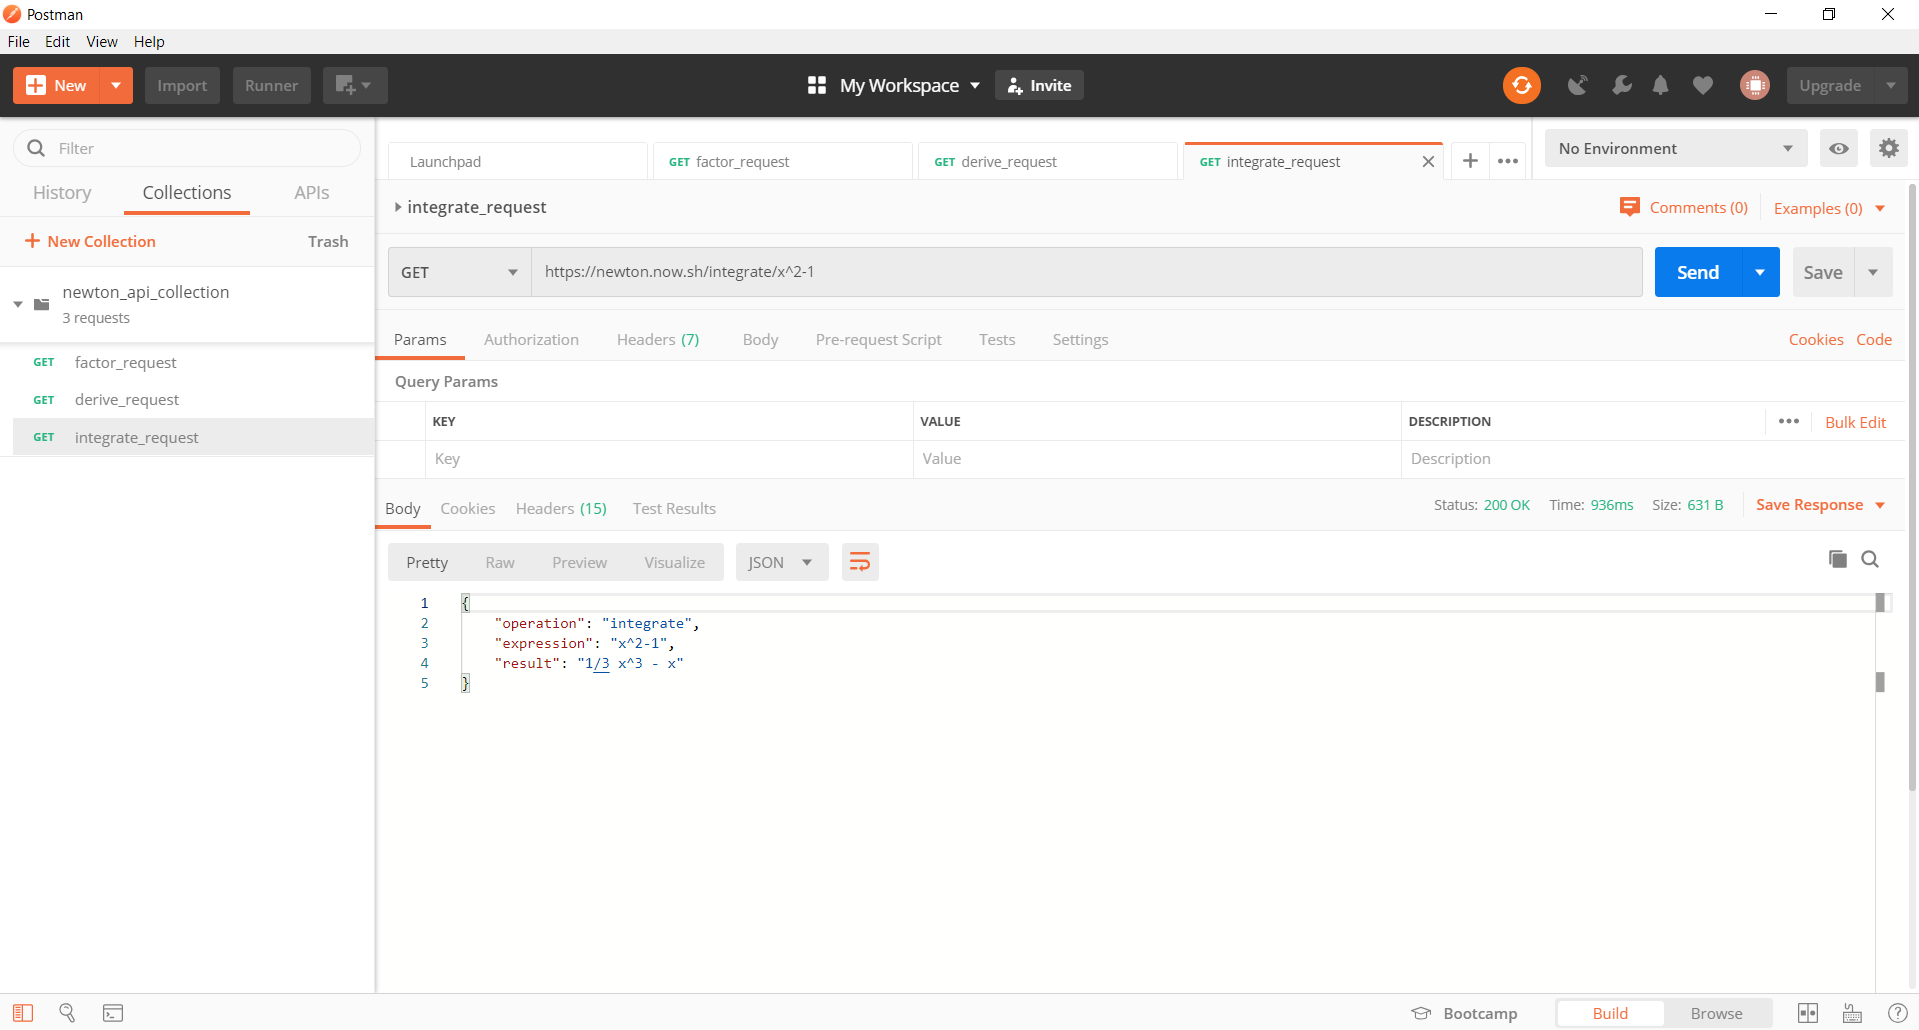 Postman
File Edit View Help
New Import Runner My Workspace Invite Upgrade
Filter
History Collections APIs
New Collection Trash
newton_api_collection
3 requests
GET factor_request
GET derive_request
GET integrate_request
Launchpad GET factor_request GET derive_request GET integrate_request No Environment
integrate_request Comments (0) Examples (0)
GET https://newton.now.sh/integrate/x^2-1 Send Save
Params Authorization Headers (7) Body Pre-request Script Tests Settings Cookies Code
Query Params
KEY VALUE DESCRIPTION Bulk Edit
Key Value Description
Body Cookies Headers (15) Test Results Status: 200 OK Time: 936ms Size: 631 B Save Response
Pretty Raw Preview Visualize JSON
1 {
2 "operation": "integrate",
3 "expression": "x^2-1",
4 "result": "1/3 x^3 - x"
5 }
Bootcamp Build Browse